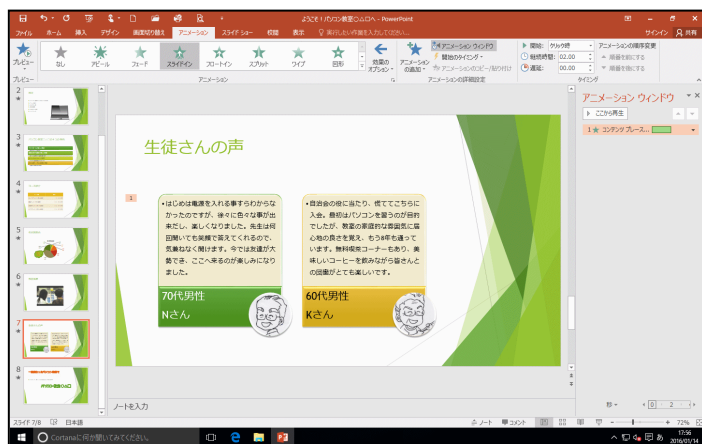 ようこそ！パソコン教室○△□へ - PowerPoint
ファイル ホーム 挿入 デザイン 画面切り替え アニメーション スライド ショー 校閲 表示 実行したい作業を入力してください... サインイン 共有
プレビュー なし アピール フェード スライドイン フロートイン スプリット ワイプ 図形 効果のオプション アニメーションの追加
アニメーション ウィンドウ
開始のタイミング
アニメーションのコピー/貼り付け
開始: クリック時
継続時間: 02.00
遅延: 00.00
アニメーションの順序変更
順番を前にする
順番を後にする
プレビュー アニメーション アニメーションの詳細設定 タイミング
2
3
4
5
6
7
8
生徒さんの声
1
•はじめは電源を入れる事すらわからな
かったのですが、徐々に色々な事が出
来だし、楽しくなりました。先生は何
回聞いても笑顔で答えてくれるので、
気兼ねなく聞けます。今では友達が大
勢でき、ここへ来るのが楽しみになり
ました。
70代男性
Nさん
•自治会の役に当たり、慌ててこちらに
入会。最初はパソコンを習うのが目的
でしたが、教室の家庭的な雰囲気に居
心地の良さを覚え、もう8年も通って
います。無料喫茶コーナーもあり、美
味しいコーヒーを飲みながら皆さんと
の団欒がとても楽しいです。
60代男性
Kさん
アニメーション ウィンドウ
ここから再生
1 コンテンツ プレース...
秒 0 2
ノートを入力
スライド 7/8 日本語 ノート コメント 72%
Cortanaに何か聞いてみてください。
17:56
2016/01/14